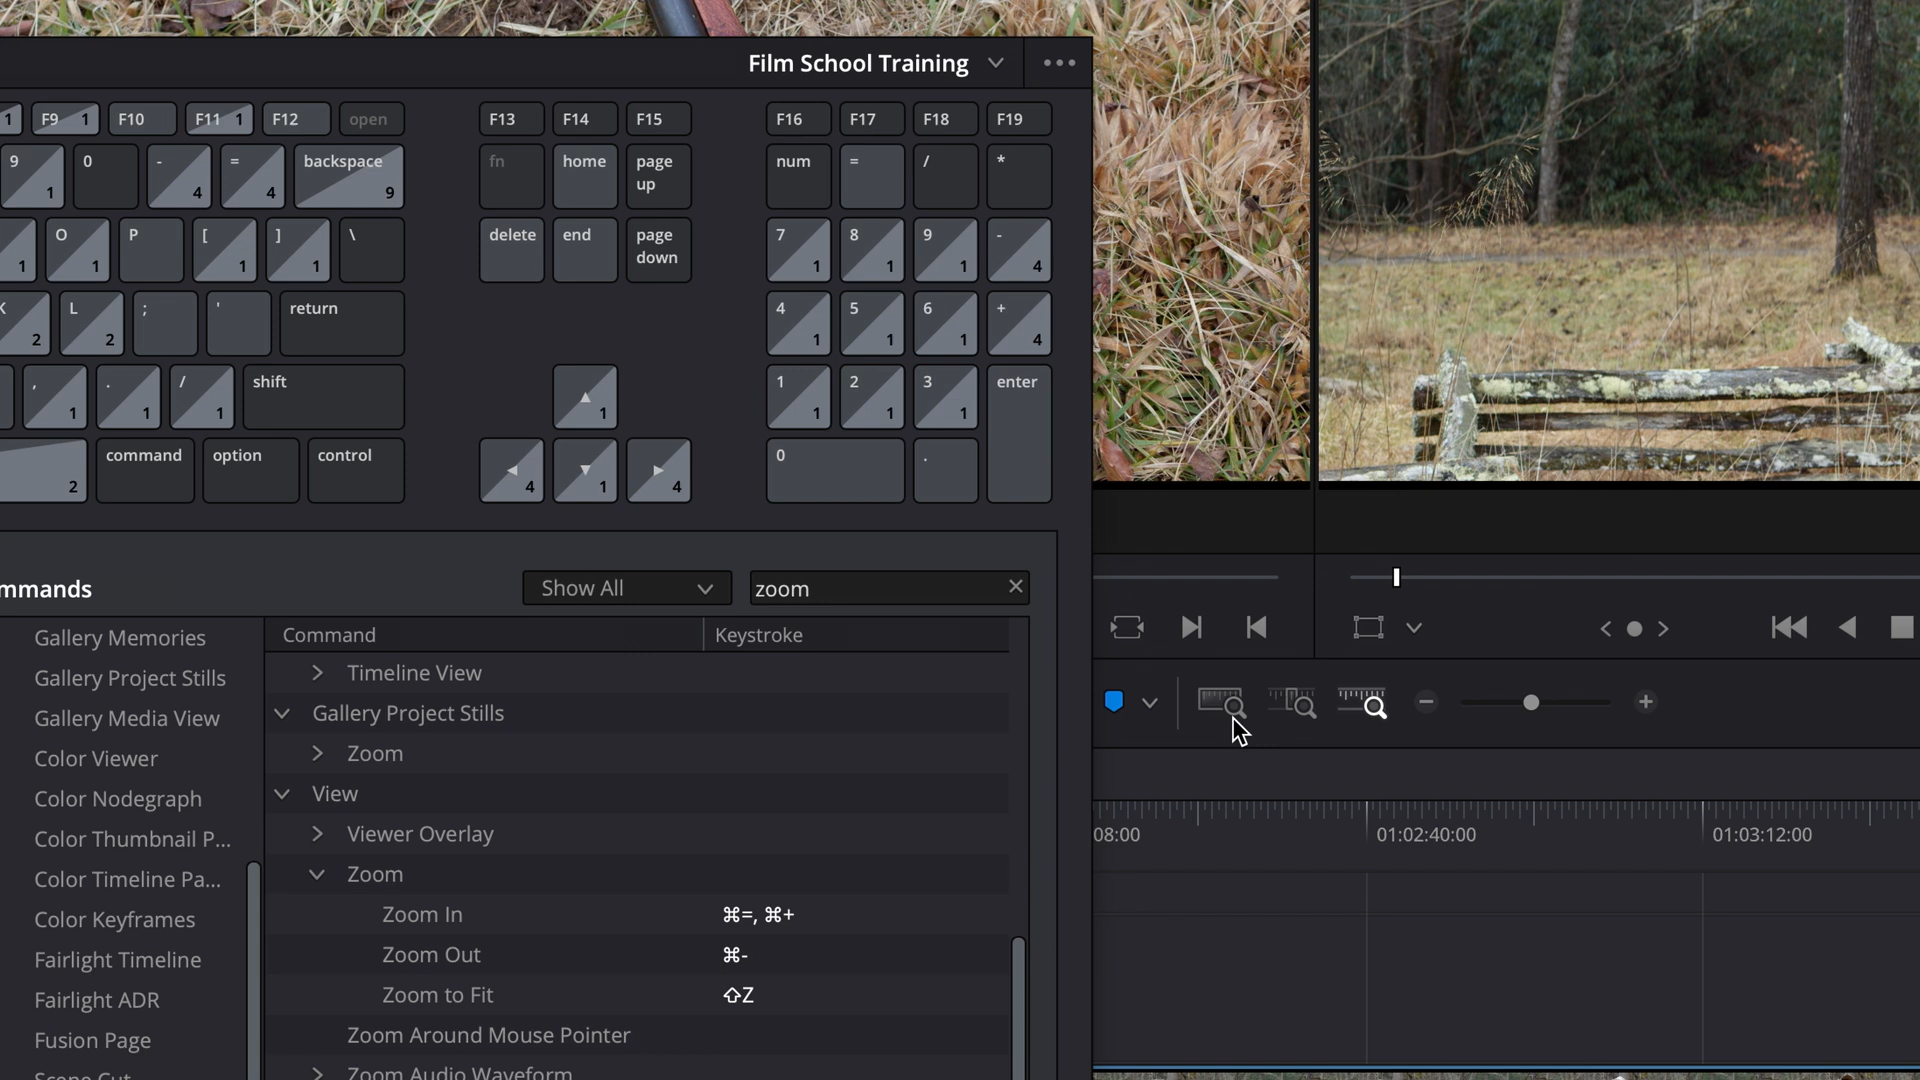 Film School Training
1 F9 1 F10 F11 1 F12 open F13 F14 F15 F16 F17 F18 F19
9 1 0 - 4 = 4 backspace 9 fn home page up num = / *
1 O 1 P [ 1 ] 1 \ delete end page down 7 1 8 1 9 1 - 4
K 2 L 2 ; ' return 4 1 5 1 6 1 + 4
, 1 . 1 / 1 shift 1 1 1 2 1 3 1 enter
2 command option control 4 1 4 0 .
mmands Show All zoom
Command Keystroke
Gallery Memories
Gallery Project Stills
Gallery Media View
Color Viewer
Color Nodegraph
Color Thumbnail P...
Color Timeline Pa...
Color Keyframes
Fairlight Timeline
Fairlight ADR
Fusion Page
Scene Cut
Timeline View
Gallery Project Stills
Zoom
View
Viewer Overlay
Zoom
Zoom In ⌘=, ⌘+
Zoom Out ⌘-
Zoom to Fit ⇧Z
Zoom Around Mouse Pointer
Zoom Audio Waveform
08:00 01:02:40:00 01:03:12:00